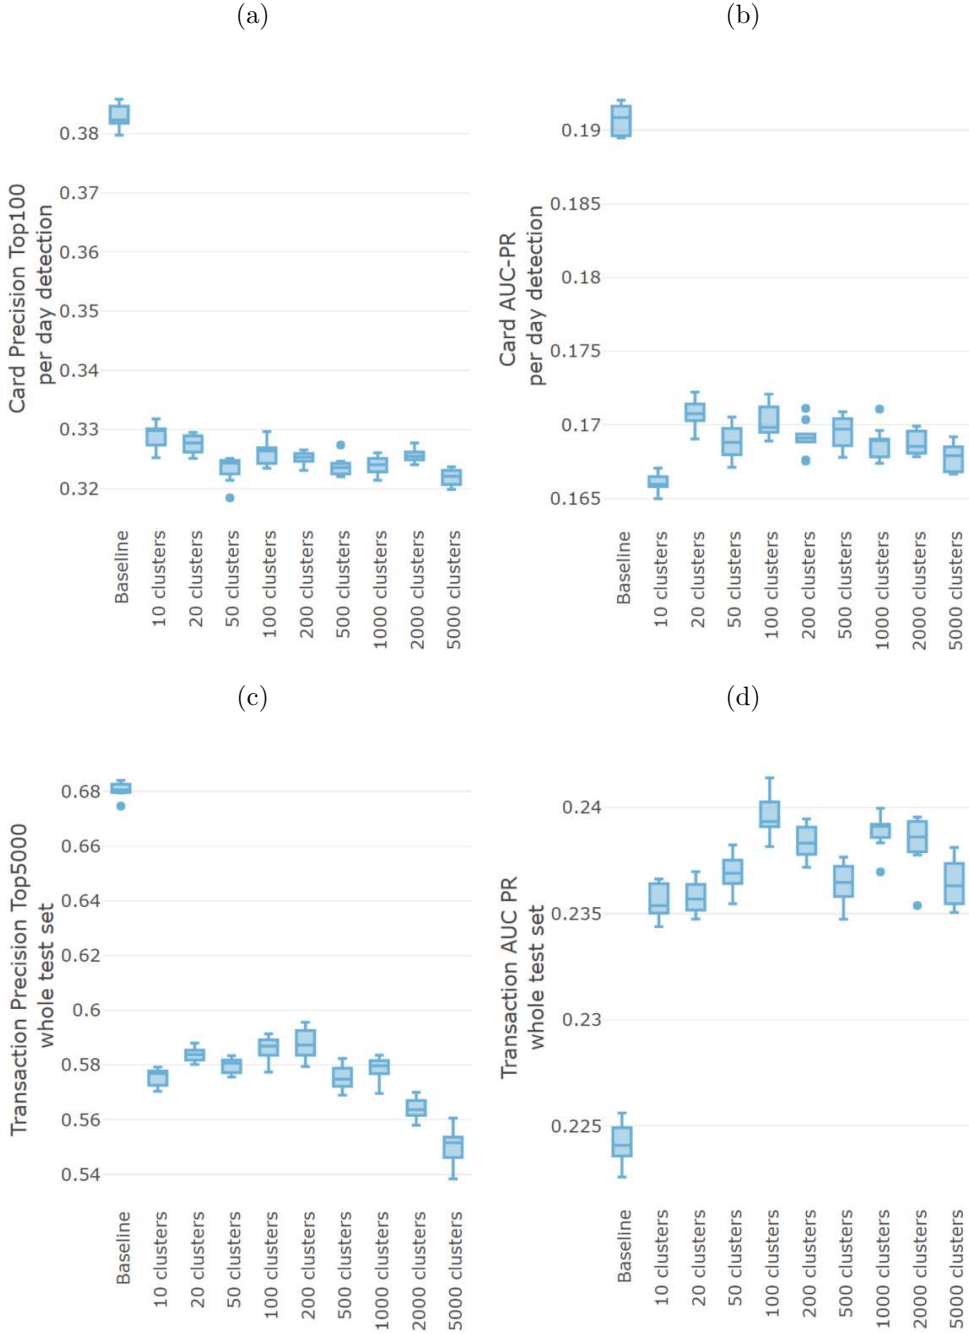 (a)
Card Precision Top100
per day detection
0.38
0.37
0.36
0.35
0.34
0.33
0.32
Baseline
10 clusters
20 clusters
50 clusters
100 clusters
200 clusters
500 clusters
1000 clusters
2000 clusters
5000 clusters
(b)
Card AUC-PR
per day detection
0.19
0.185
0.18
0.175
0.17
0.165
Baseline
10 clusters
20 clusters
50 clusters
100 clusters
200 clusters
500 clusters
1000 clusters
2000 clusters
5000 clusters
(c)
Transaction Precision Top5000
whole test set
0.68
0.66
0.64
0.62
0.6
0.58
0.56
0.54
Baseline
10 clusters
20 clusters
50 clusters
100 clusters
200 clusters
500 clusters
1000 clusters
2000 clusters
5000 clusters
(d)
Transaction AUC PR
whole test set
0.24
0.235
0.23
0.225
Baseline
10 clusters
20 clusters
50 clusters
100 clusters
200 clusters
500 clusters
1000 clusters
2000 clusters
5000 clusters